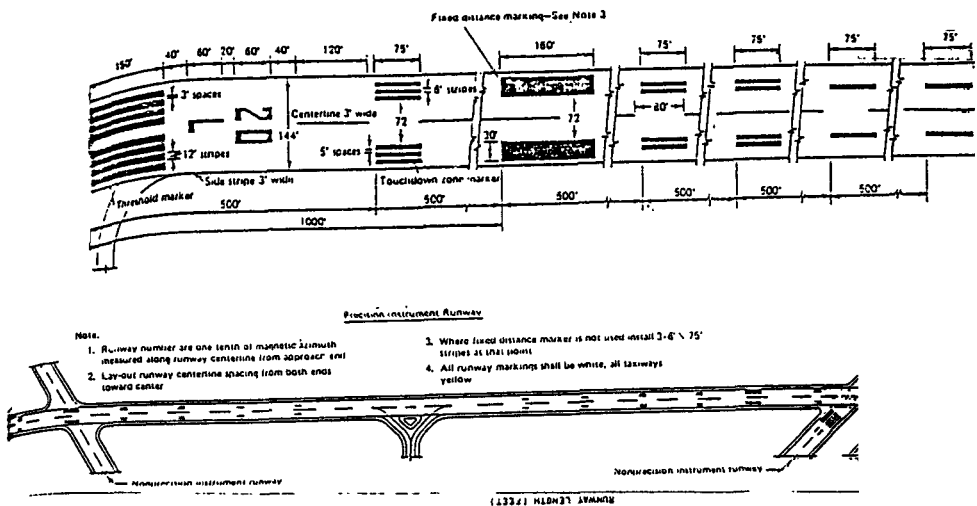 Fixed distance marking—See Note 3
150' 40' 60' 20' 60' 40' 120' 75' 160' 75' 75' 75' 75'
3' spaces
6' stripes
L 2
Centerline 3' wide
144'
72
72
60'
30'
12' stripes
5' spaces
Side stripe 3' wide
Touchdown zone marker
Threshold marker
500' 500' 500' 500' 500' 500'
1000'
Precision Instrument Runway
Note.
1. Runway number are one tenth of magnetic azimuth
measured along runway centerline from approach end
2. Lay-out runway centerline spacing from both ends
toward center
3. Where fixed distance marker is not used install 3-6' \ 75'
stripes at that point
4. All runway markings shall be white, all taxiways
yellow
Nonprecision instrument runway
Nonprecision instrument runway
RUNWAY LENGTH (FEET)